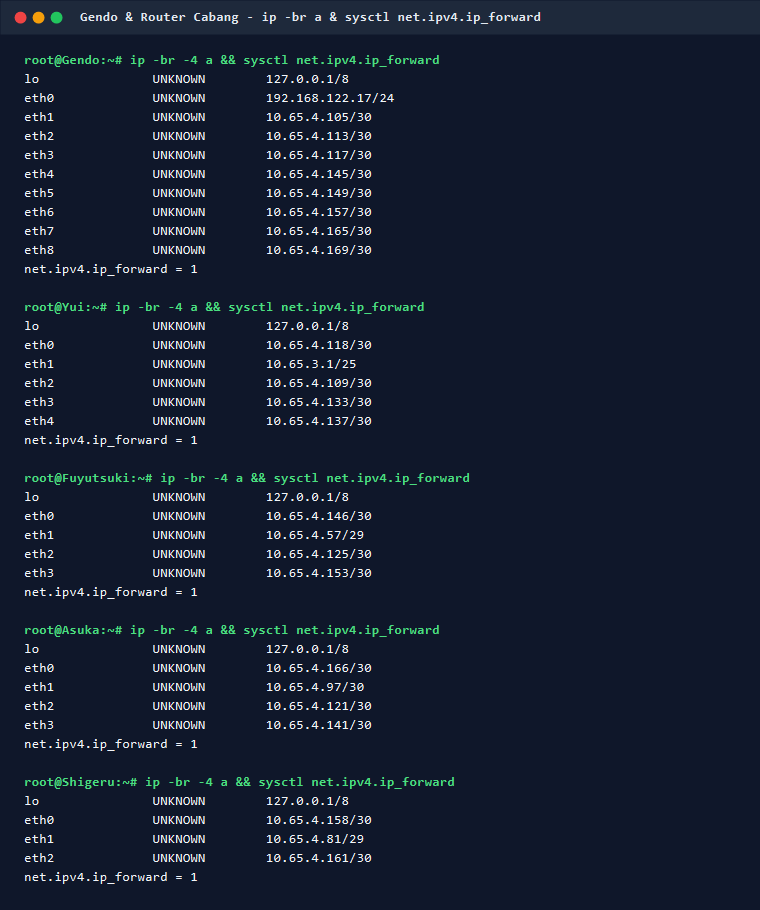 Gendo & Router Cabang - ip -br a & sysctl net.ipv4.ip_forward
root@Gendo:~# ip -br -4 a && sysctl net.ipv4.ip_forward
lo               UNKNOWN        127.0.0.1/8
eth0             UNKNOWN        192.168.122.17/24
eth1             UNKNOWN        10.65.4.105/30
eth2             UNKNOWN        10.65.4.113/30
eth3             UNKNOWN        10.65.4.117/30
eth4             UNKNOWN        10.65.4.145/30
eth5             UNKNOWN        10.65.4.149/30
eth6             UNKNOWN        10.65.4.157/30
eth7             UNKNOWN        10.65.4.165/30
eth8             UNKNOWN        10.65.4.169/30
net.ipv4.ip_forward = 1
root@Yui:~# ip -br -4 a && sysctl net.ipv4.ip_forward
lo               UNKNOWN        127.0.0.1/8
eth0             UNKNOWN        10.65.4.118/30
eth1             UNKNOWN        10.65.3.1/25
eth2             UNKNOWN        10.65.4.109/30
eth3             UNKNOWN        10.65.4.133/30
eth4             UNKNOWN        10.65.4.137/30
net.ipv4.ip_forward = 1
root@Fuyutsuki:~# ip -br -4 a && sysctl net.ipv4.ip_forward
lo               UNKNOWN        127.0.0.1/8
eth0             UNKNOWN        10.65.4.146/30
eth1             UNKNOWN        10.65.4.57/29
eth2             UNKNOWN        10.65.4.125/30
eth3             UNKNOWN        10.65.4.153/30
net.ipv4.ip_forward = 1
root@Asuka:~# ip -br -4 a && sysctl net.ipv4.ip_forward
lo               UNKNOWN        127.0.0.1/8
eth0             UNKNOWN        10.65.4.166/30
eth1             UNKNOWN        10.65.4.97/30
eth2             UNKNOWN        10.65.4.121/30
eth3             UNKNOWN        10.65.4.141/30
net.ipv4.ip_forward = 1
root@Shigeru:~# ip -br -4 a && sysctl net.ipv4.ip_forward
lo               UNKNOWN        127.0.0.1/8
eth0             UNKNOWN        10.65.4.158/30
eth1             UNKNOWN        10.65.4.81/29
eth2             UNKNOWN        10.65.4.161/30
net.ipv4.ip_forward = 1